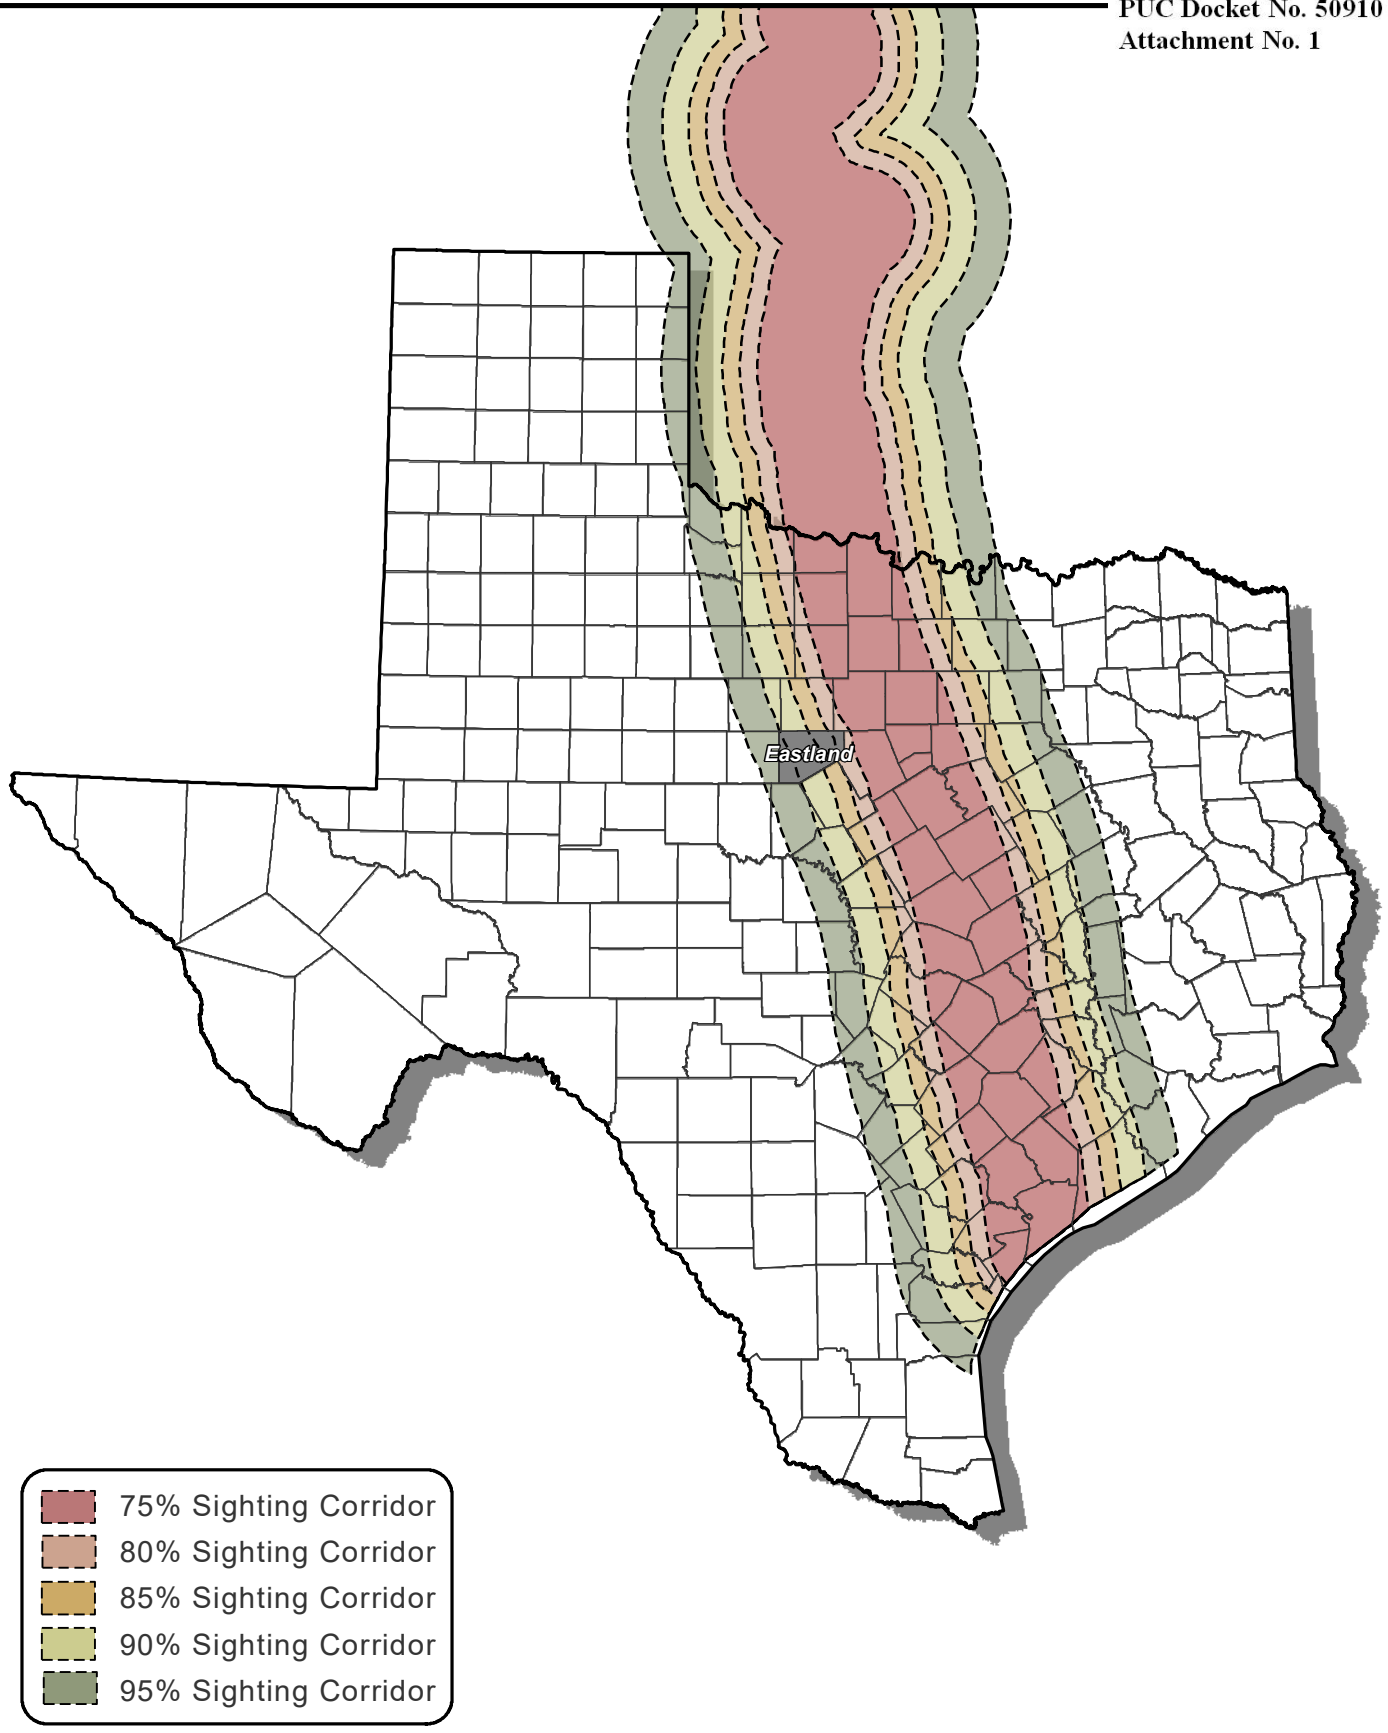 PUC Docket No. 50910
Attachment No. 1
Eastland
75% Sighting Corridor
80% Sighting Corridor
85% Sighting Corridor
90% Sighting Corridor
95% Sighting Corridor